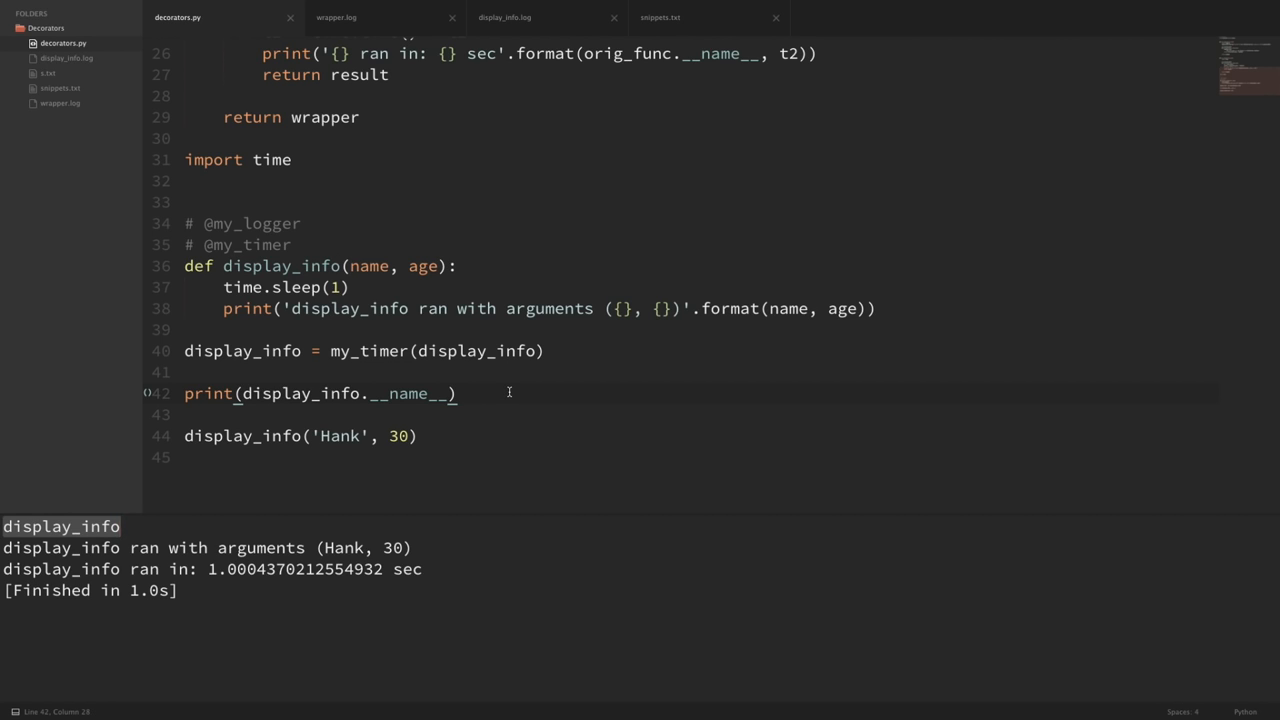 FOLDERS
Decorators
decorators.py
display_info.log
s.txt
snippets.txt
wrapper.log
decorators.py wrapper.log display_info.log snippets.txt
26 print('{} ran in: {} sec'.format(orig_func.__name__, t2))
27 return result
28
29 return wrapper
30
31 import time
32
33
34 # @my_logger
35 # @my_timer
36 def display_info(name, age):
37 time.sleep(1)
38 print('display_info ran with arguments ({}, {})'.format(name, age))
39
40 display_info = my_timer(display_info)
41
42 print(display_info.__name__)
43
44 display_info('Hank', 30)
45
display_info
display_info ran with arguments (Hank, 30)
display_info ran in: 1.0004370212554932 sec
[Finished in 1.0s]
Line 42, Column 28 Spaces: 4 Python